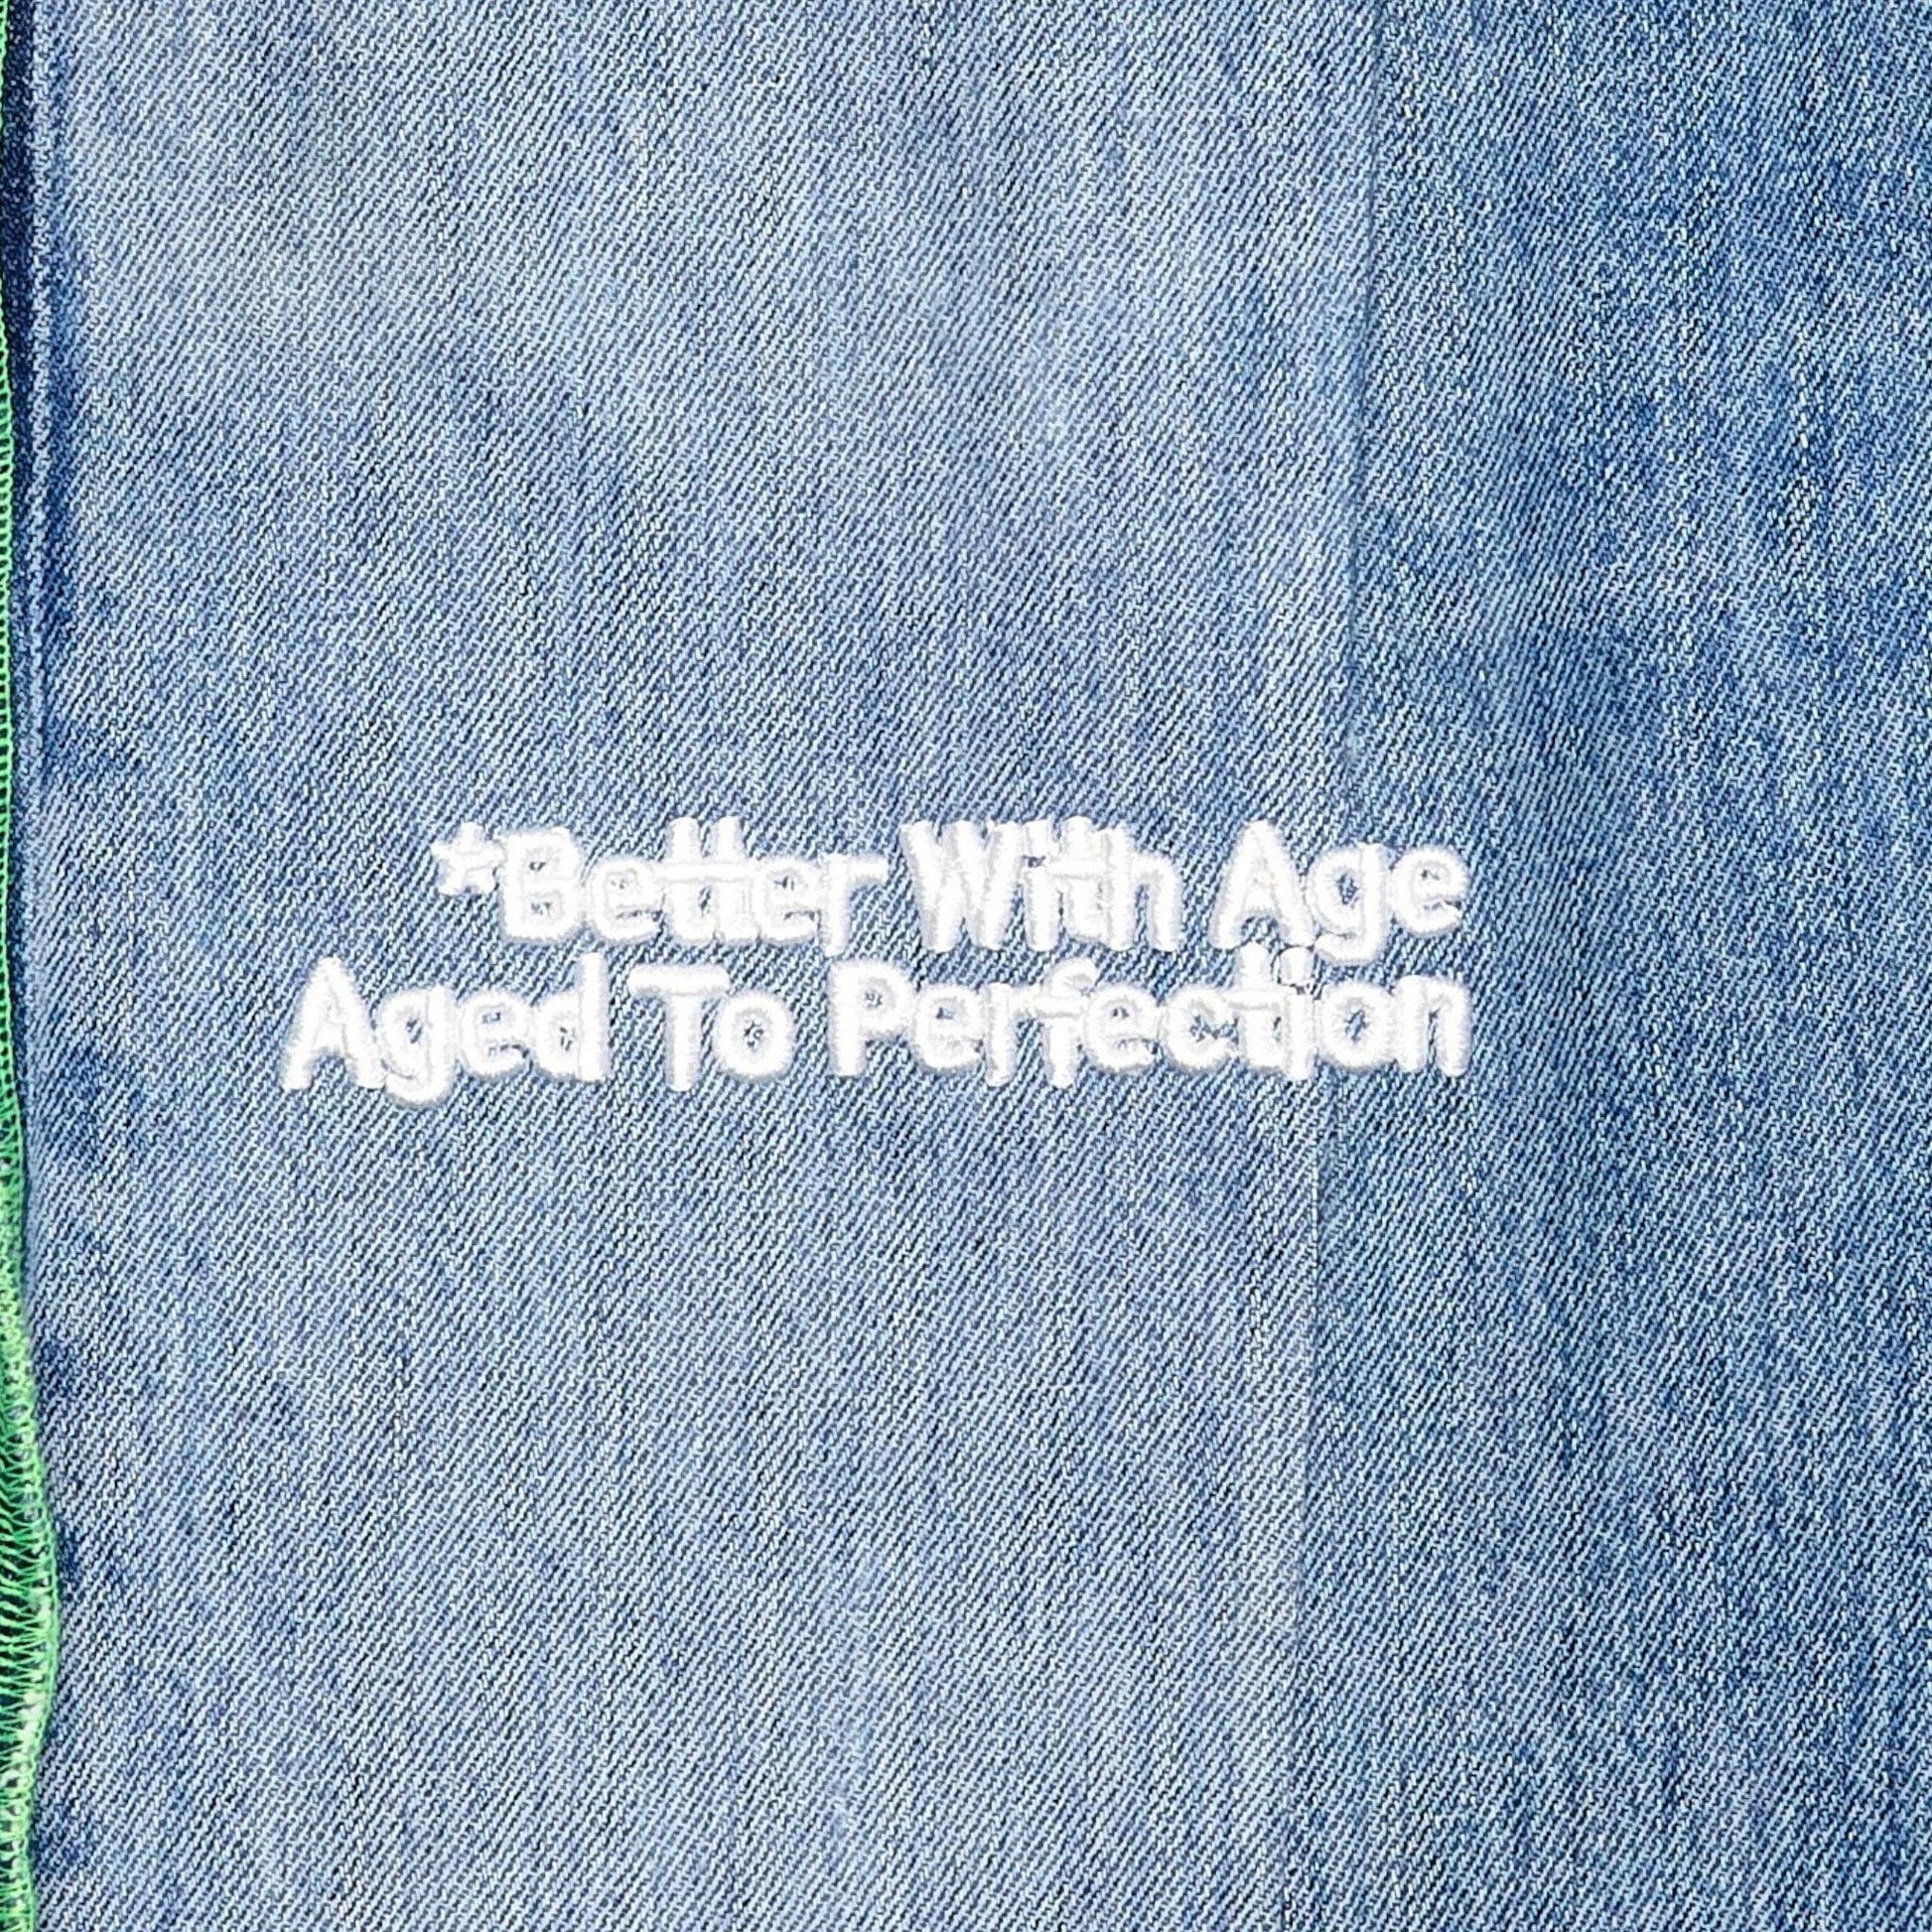 *Better With Age
Aged To Perfection